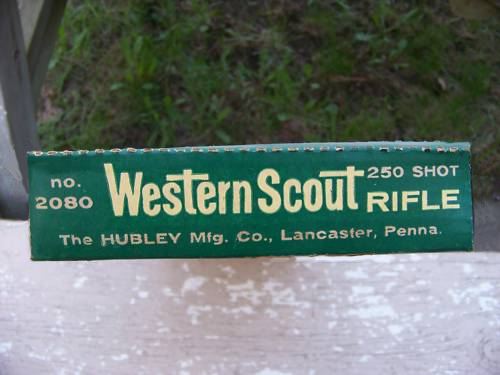 no. 2080
Western Scout
250 SHOT
RIFLE
The HUBLEY Mfg. Co., Lancaster, Penna.